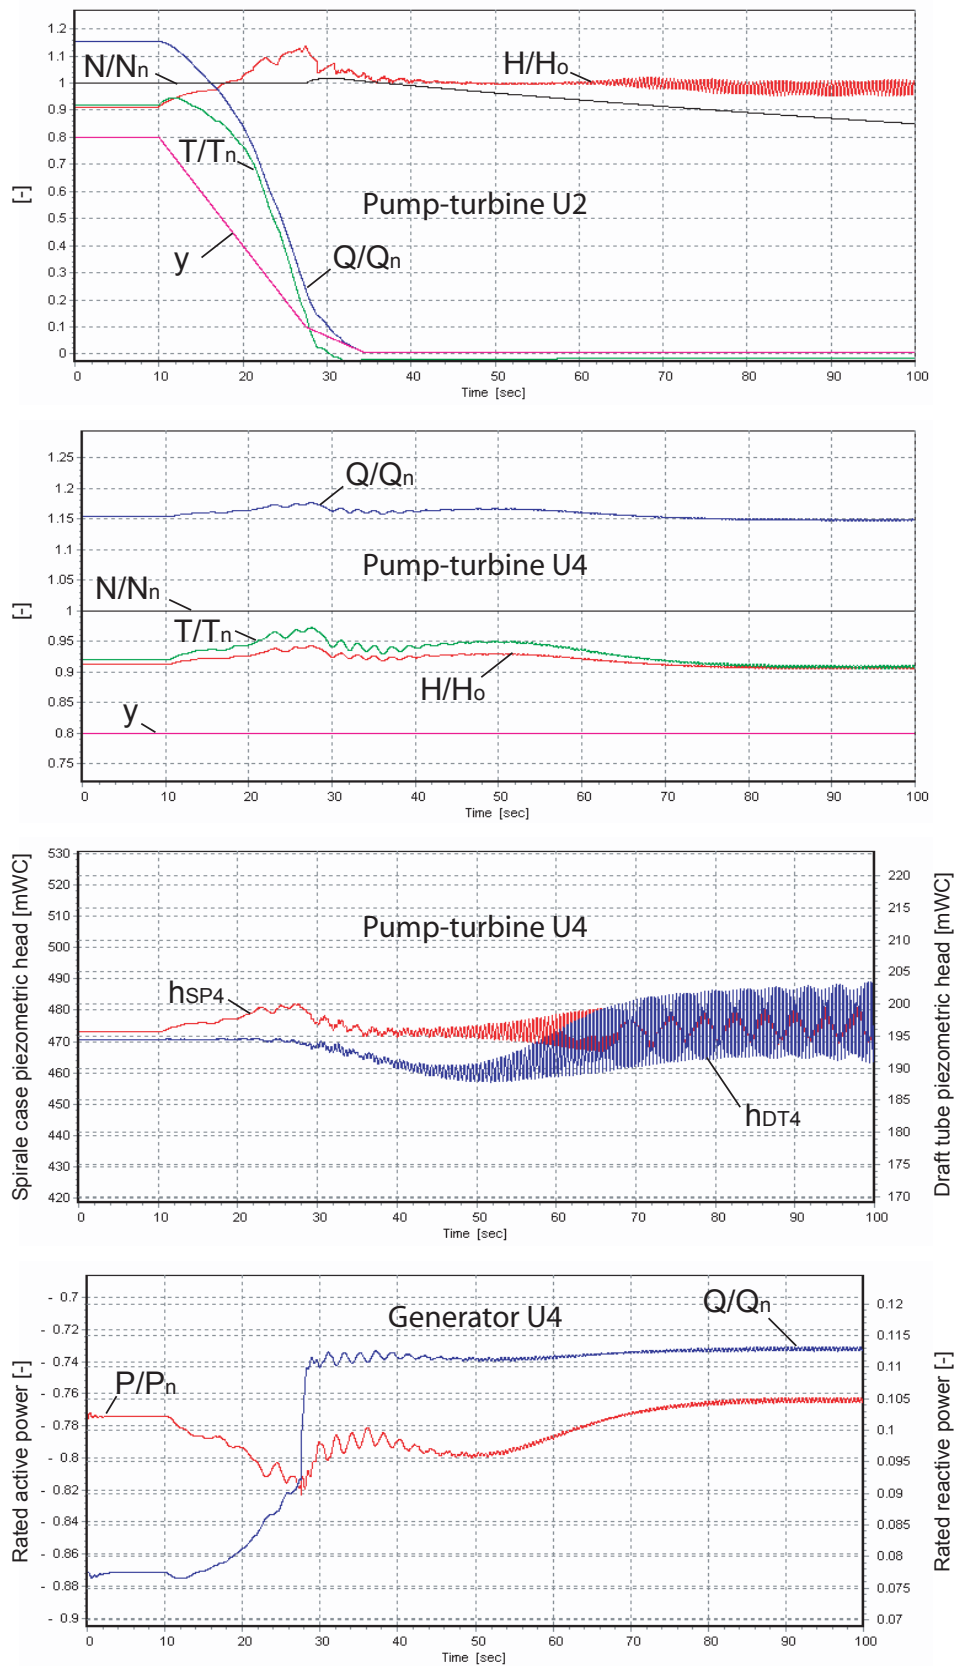 1.2
N/Nn
H/Ho
1
0.9
0.8
T/Tn
0.7
[-]
0.6
Pump-turbine U2
0.5
y
Q/Qn
0.4
0.3
0.2
0.1
0
0 10 20 30 40 50 60 70 80 90 100
Time [sec]
1.25
Q/Qn
1.2
1.15
1.1
Pump-turbine U4
1.05
N/Nn
[-]
1
T/Tn
0.95
0.9
H/Ho
0.85
y
0.8
0.75
0 10 20 30 40 50 60 70 80 90 100
Time [sec]
Spirale case piezometric head [mWC]
530
520
510
500
490
480
470
460
450
440
430
420
Pump-turbine U4
hSP4
hDT4
220
215
210
205
200
195
190
185
180
175
170
Draft tube piezometric head [mWC]
0 10 20 30 40 50 60 70 80 90 100
Time [sec]
Rated active power [-]
- 0.7
- 0.72
- 0.74
- 0.76
- 0.78
- 0.8
- 0.82
- 0.84
- 0.86
- 0.88
- 0.9
Generator U4
Q/Qn
P/Pn
0.12
0.115
0.11
0.105
0.1
0.095
0.09
0.085
0.08
0.075
0.07
Rated reactive power [-]
0 10 20 30 40 50 60 70 80 90 100
Time [sec]